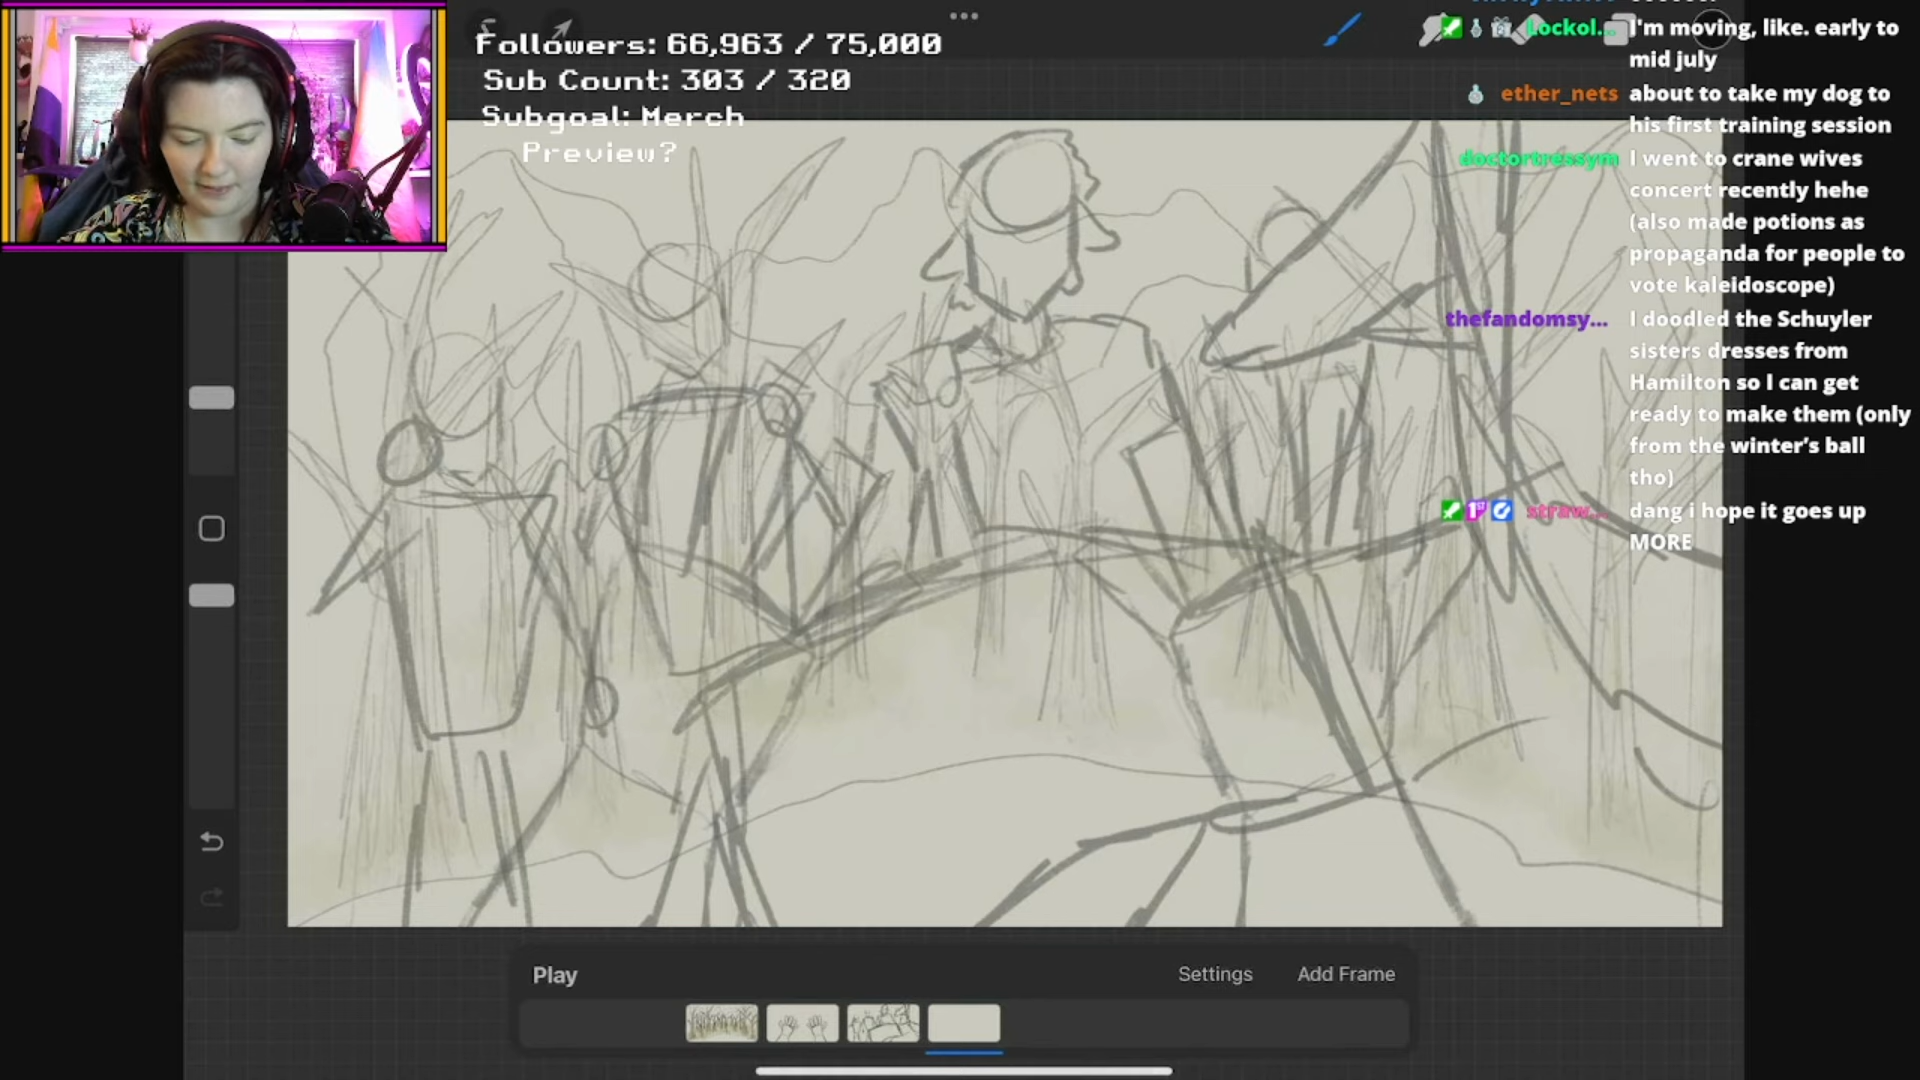 Followers: 66,963 / 75,000
Sub Count: 303 / 320
Subgoal: Merch
Preview?
Lockol... I'm moving, like. early to
mid july
ether_nets about to take my dog to
his first training session
doctortressym I went to crane wives
concert recently hehe
(also made potions as
propaganda for people to
vote kaleidoscope)
thefandomsy... I doodled the Schuyler
sisters dresses from
Hamilton so I can get
ready to make them (only
from the winter's ball
tho)
straw... dang i hope it goes up
MORE
Play
Settings
Add Frame